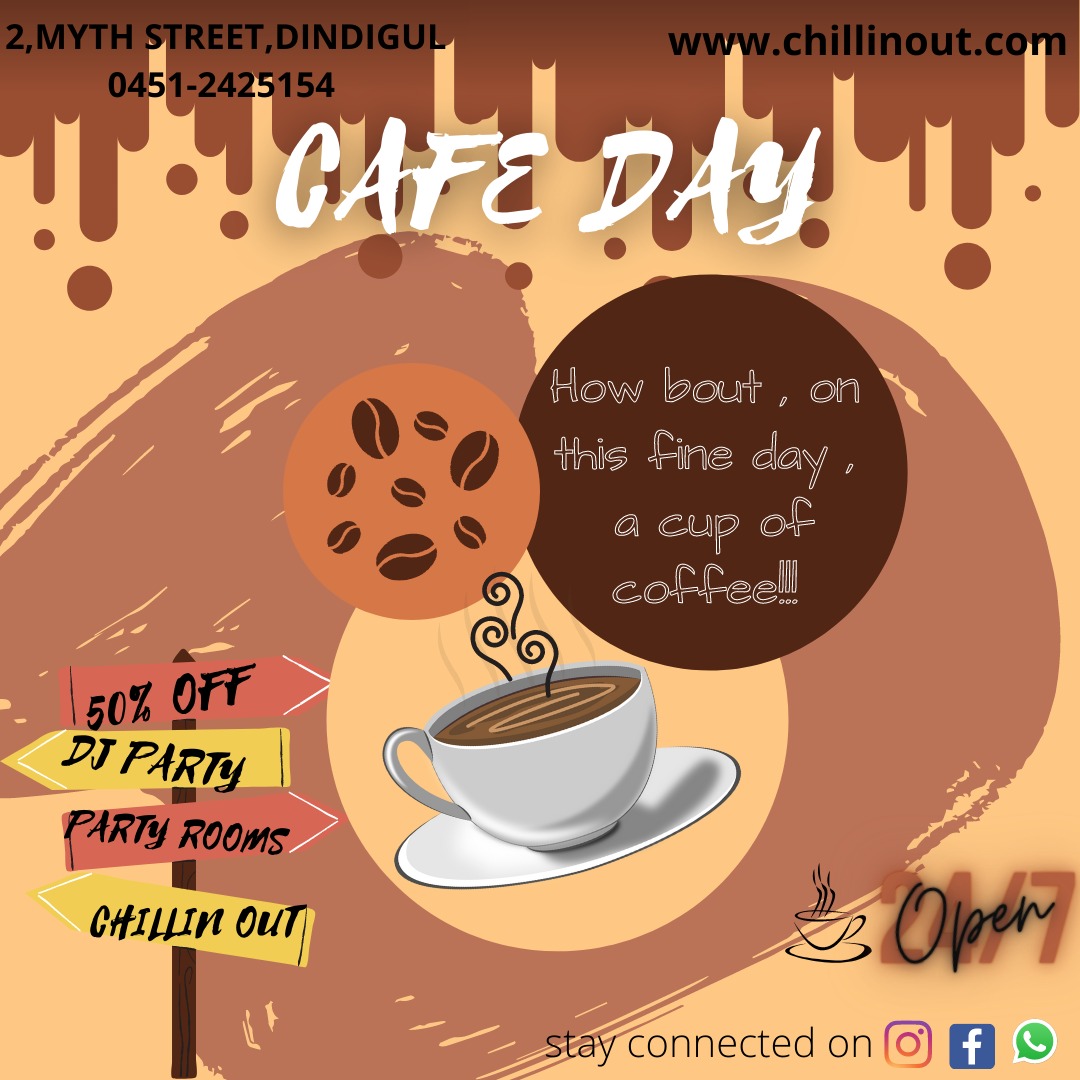 2,MYTH STREET,DINDIGUL
0451-2425154
www.chillinout.com
CAFE DAY
How bout , on
this fine day ,
a cup of
coffee!!!
50% OFF
DJ PARTY
PARTY ROOMS
CHILLIN OUT
24/7
Open
stay connected on